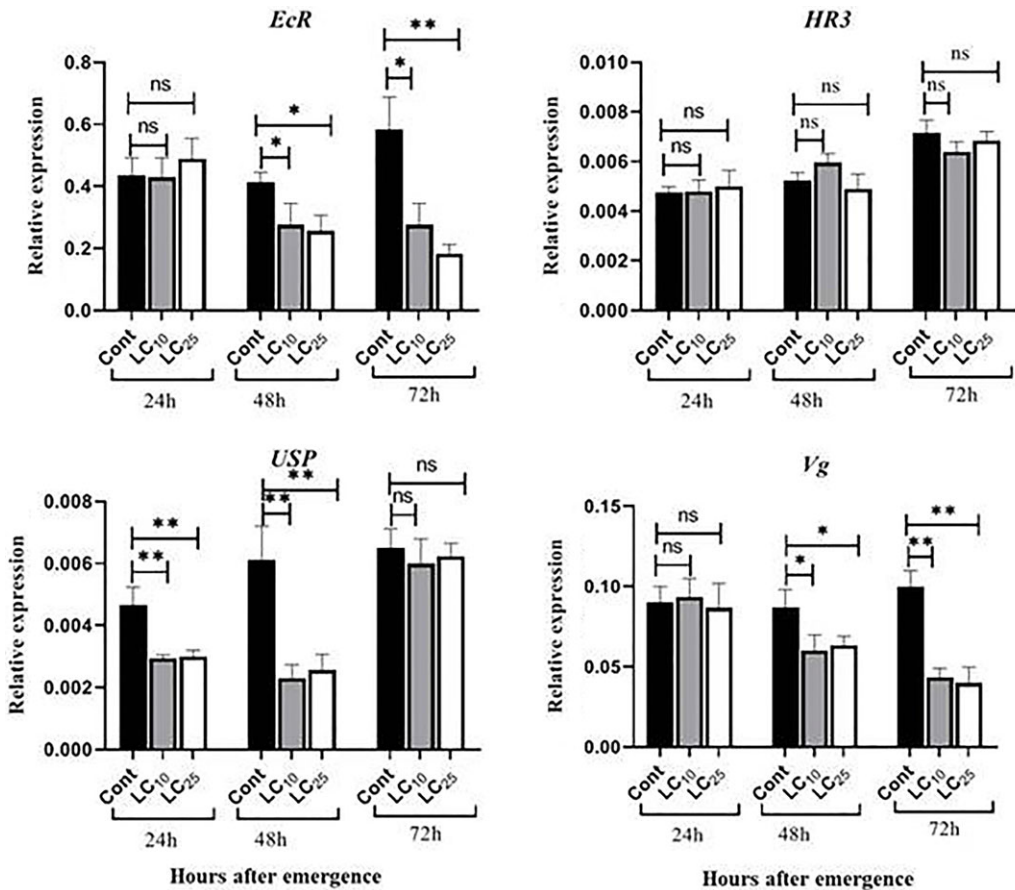 EcR
Relative expression
0.8
0.6
0.4
0.2
0.0
ns
ns
*
*
*
**
Cont LC10 LC25 Cont LC10 LC25 Cont LC10 LC25
24h 48h 72h
HR3
Relative expression
0.010
0.008
0.006
0.004
0.002
0.000
ns
ns
ns
ns
ns
ns
Cont LC10 LC25 Cont LC10 LC25 Cont LC10 LC25
24h 48h 72h
USP
Relative expression
0.008
0.006
0.004
0.002
0.000
**
**
**
**
ns
ns
Cont LC10 LC25 Cont LC10 LC25 Cont LC10 LC25
24h 48h 72h
Hours after emergence
Vg
Relative expression
0.15
0.10
0.05
0.00
ns
ns
*
*
**
**
Cont LC10 LC25 Cont LC10 LC25 Cont LC10 LC25
24h 48h 72h
Hours after emergence